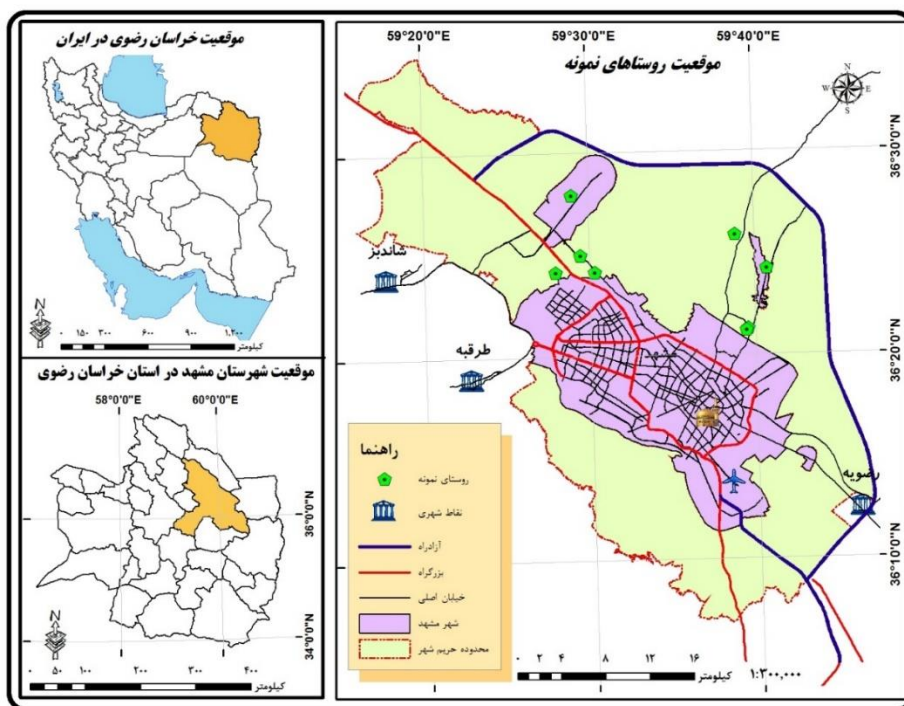 موقعیت خراسان رضوی در ایران
N
۰ ۱۵۰ ۳۰۰ ۶۰۰ ۹۰۰ ۱,۲۰۰
کیلومتر
موقعیت شهرستان مشهد در استان خراسان رضوی
58°0'0"E 60°0'0"E
36°0'0"N
34°0'0"N
N
۰ ۵۰ ۱۰۰ ۲۰۰ ۳۰۰ ۴۰۰
کیلومتر
59°20'0"E 59°30'0"E 59°40'0"E
موقعیت روستاهای نمونه
N
W E
S
36°30'0"N
شاندیز
طرقبه
مشهد
36°20'0"N
رضویه
36°10'0"N
راهنما
روستای نمونه
نقاط شهری
آزادراه
بزرگراه
خیابان اصلی
شهر مشهد
محدوده حریم شهر
۰ ۲ ۴ ۸ ۱۲ ۱۶
کیلومتر
۱:۳۰۰,۰۰۰